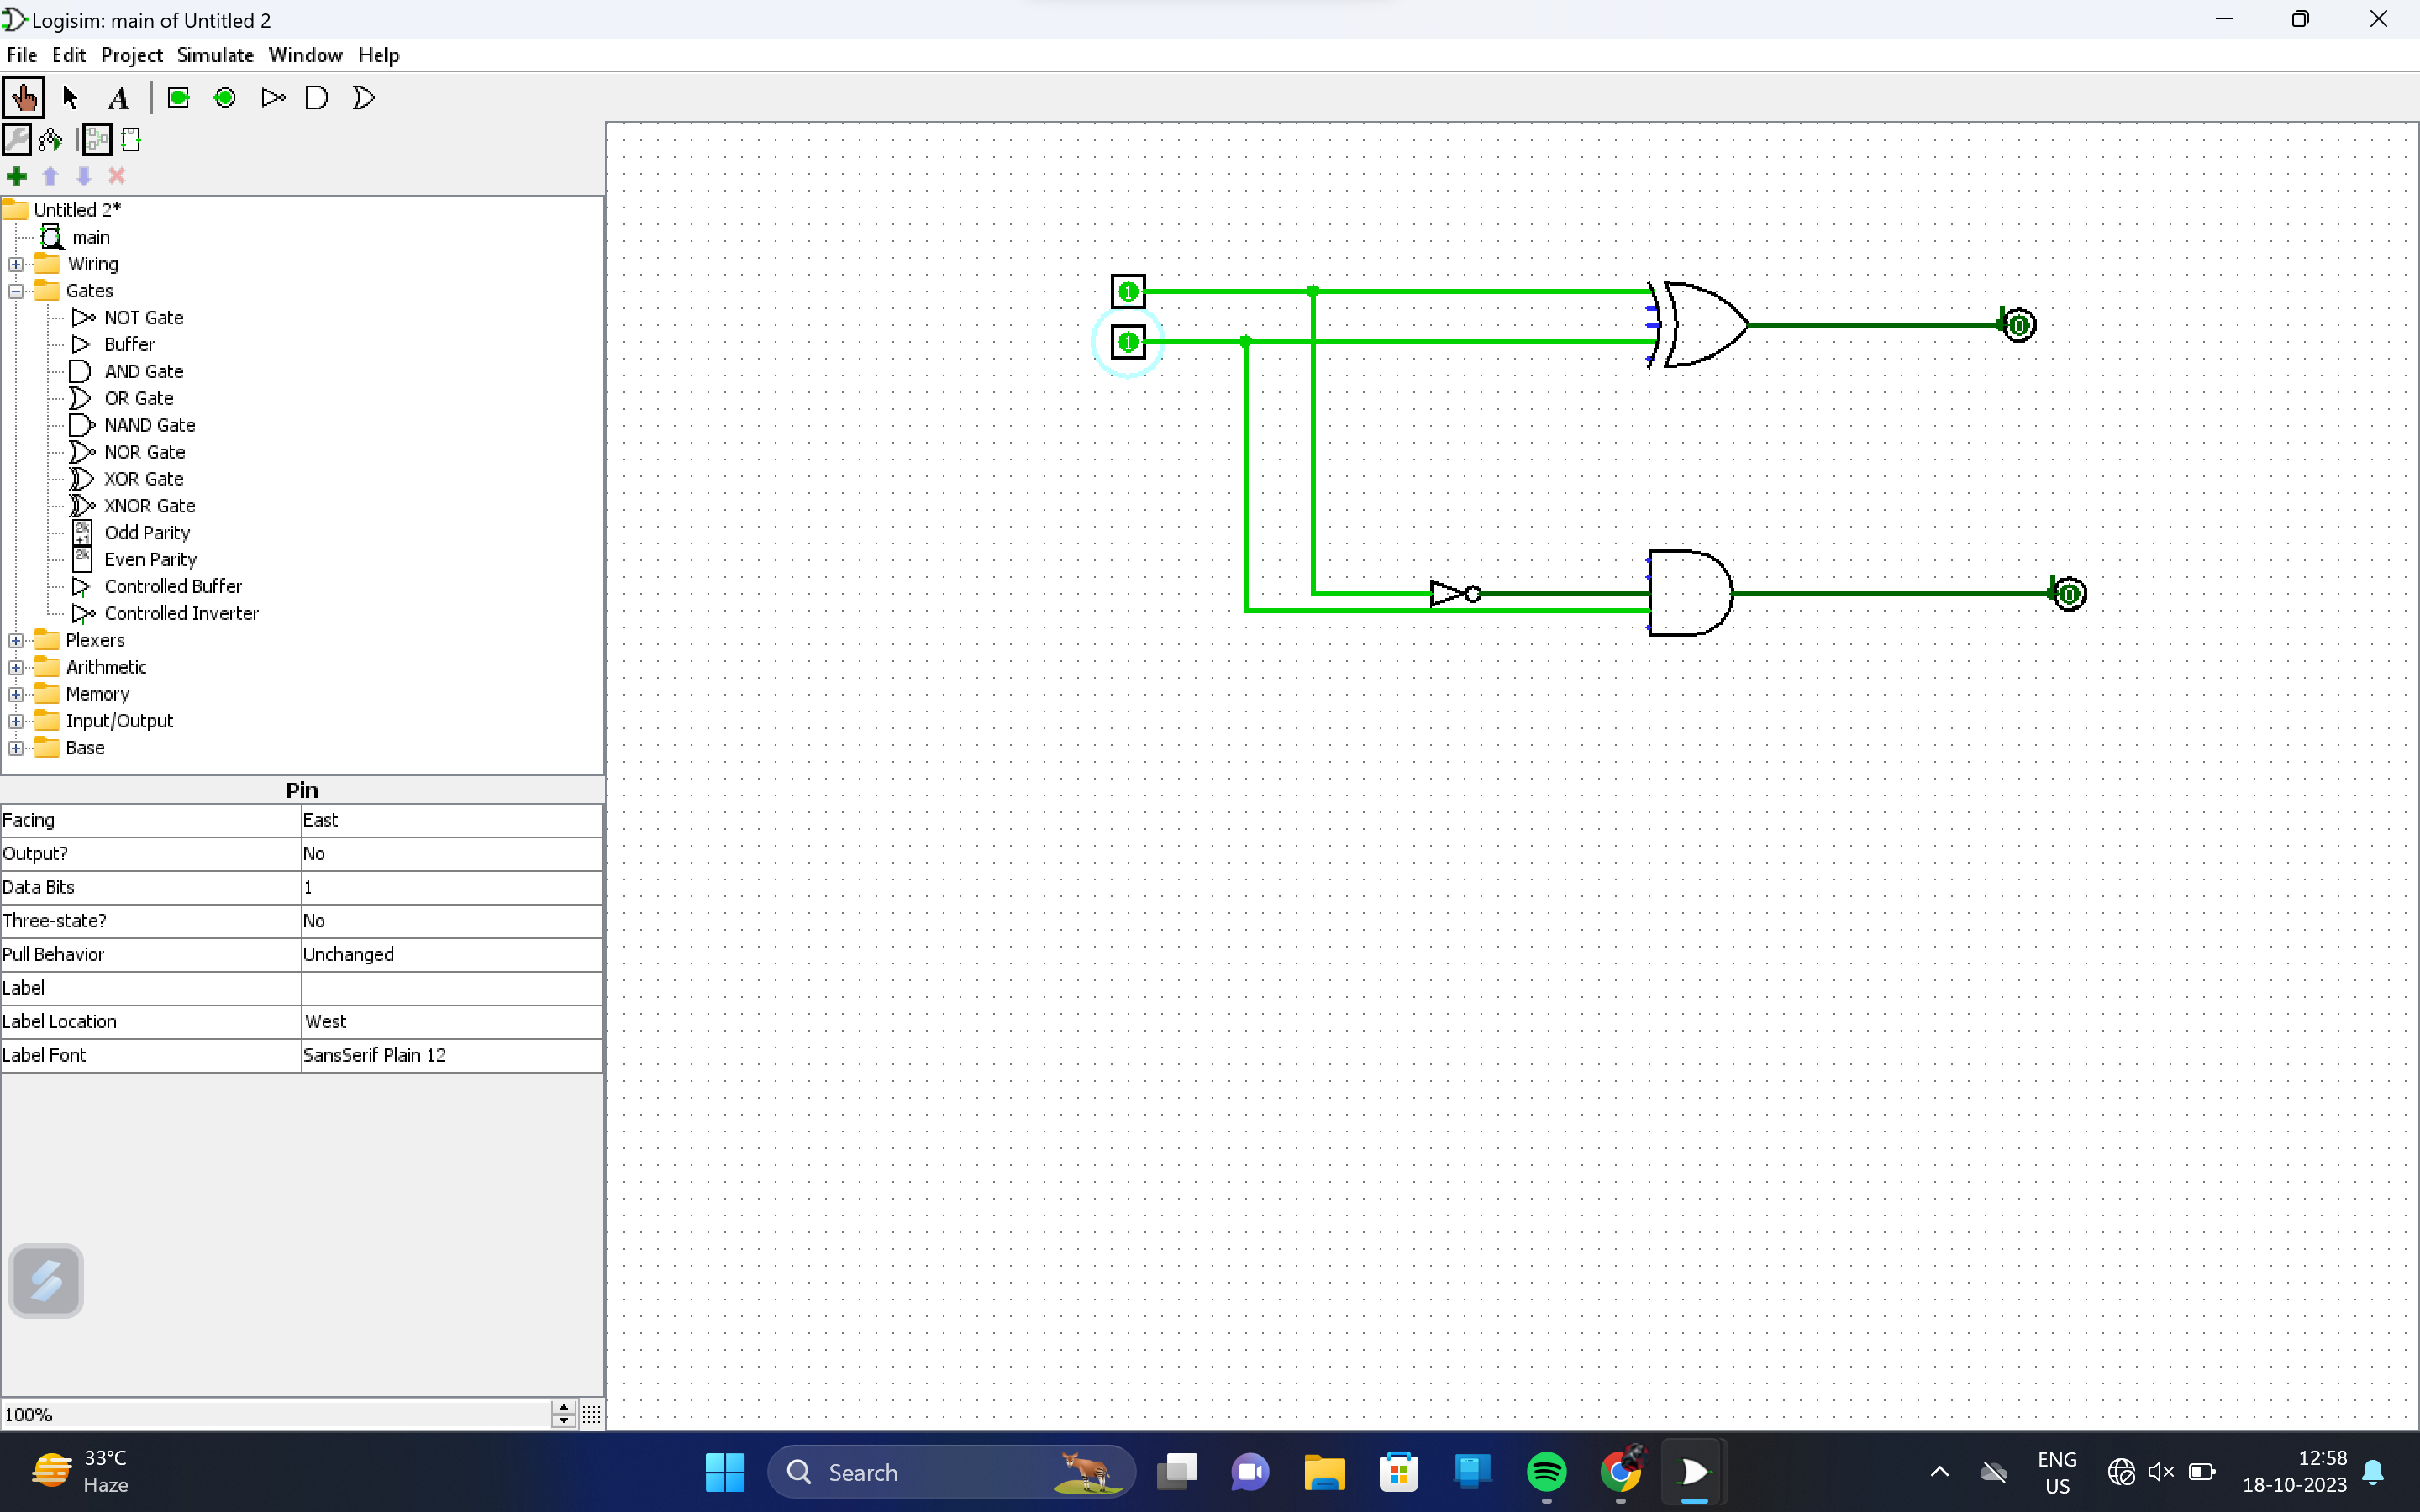 Logisim: main of Untitled 2
File Edit Project Simulate Window Help
A
Untitled 2*
main
Wiring
Gates
NOT Gate
Buffer
AND Gate
OR Gate
NAND Gate
NOR Gate
XOR Gate
XNOR Gate
2k+1 Odd Parity
2k Even Parity
Controlled Buffer
Controlled Inverter
Plexers
Arithmetic
Memory
Input/Output
Base
Pin
Facing East
Output? No
Data Bits 1
Three-state? No
Pull Behavior Unchanged
Label
Label Location West
Label Font SansSerif Plain 12
100%
1
1
0
0
33°C
Haze
Search
ENG
US
12:58
18-10-2023